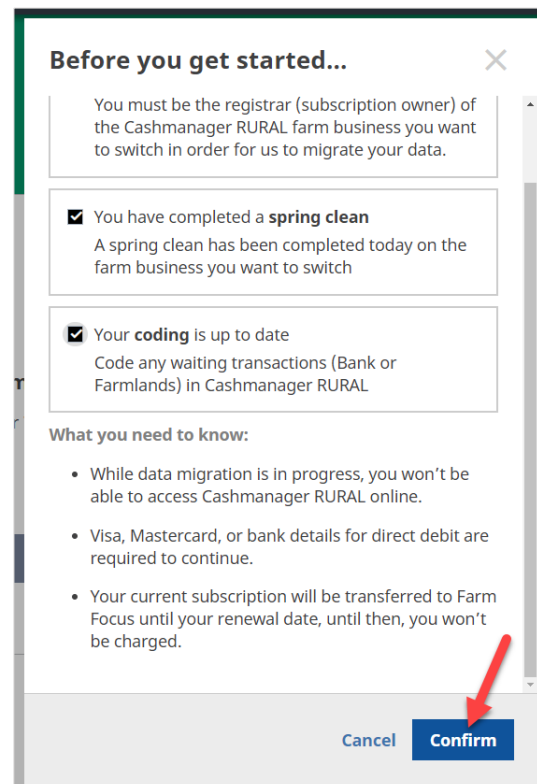 Before you get started...
You must be the registrar (subscription owner) of
the Cashmanager RURAL farm business you want
to switch in order for us to migrate your data.
You have completed a spring clean
A spring clean has been completed today on the
farm business you want to switch
Your coding is up to date
Code any waiting transactions (Bank or
Farmlands) in Cashmanager RURAL
What you need to know:
• While data migration is in progress, you won't be
able to access Cashmanager RURAL online.
• Visa, Mastercard, or bank details for direct debit are
required to continue.
• Your current subscription will be transferred to Farm
Focus until your renewal date, until then, you won't
be charged.
Cancel Confirm